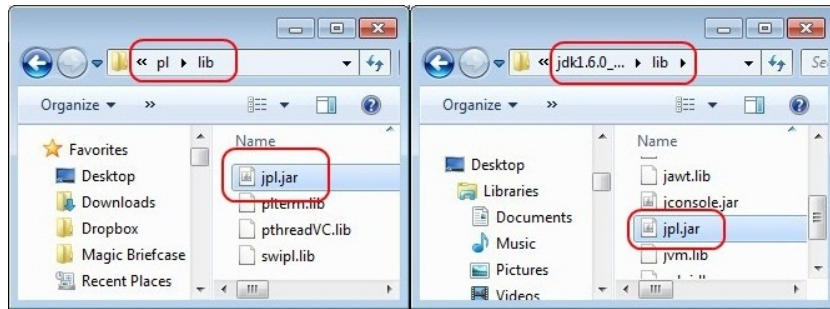 « pl ▸ lib
Organize ▾ »
Favorites
Desktop
Downloads
Dropbox
Magic Briefcase
Recent Places
Name
jpl.jar
plterm.lib
pthreadVC.lib
swipl.lib
« jdk1.6.0_... ▸ lib ▸
Se
Organize ▾ »
Desktop
Libraries
Documents
Music
Pictures
Videos
Name
jawt.lib
jconsole.jar
jpl.jar
jvm.lib